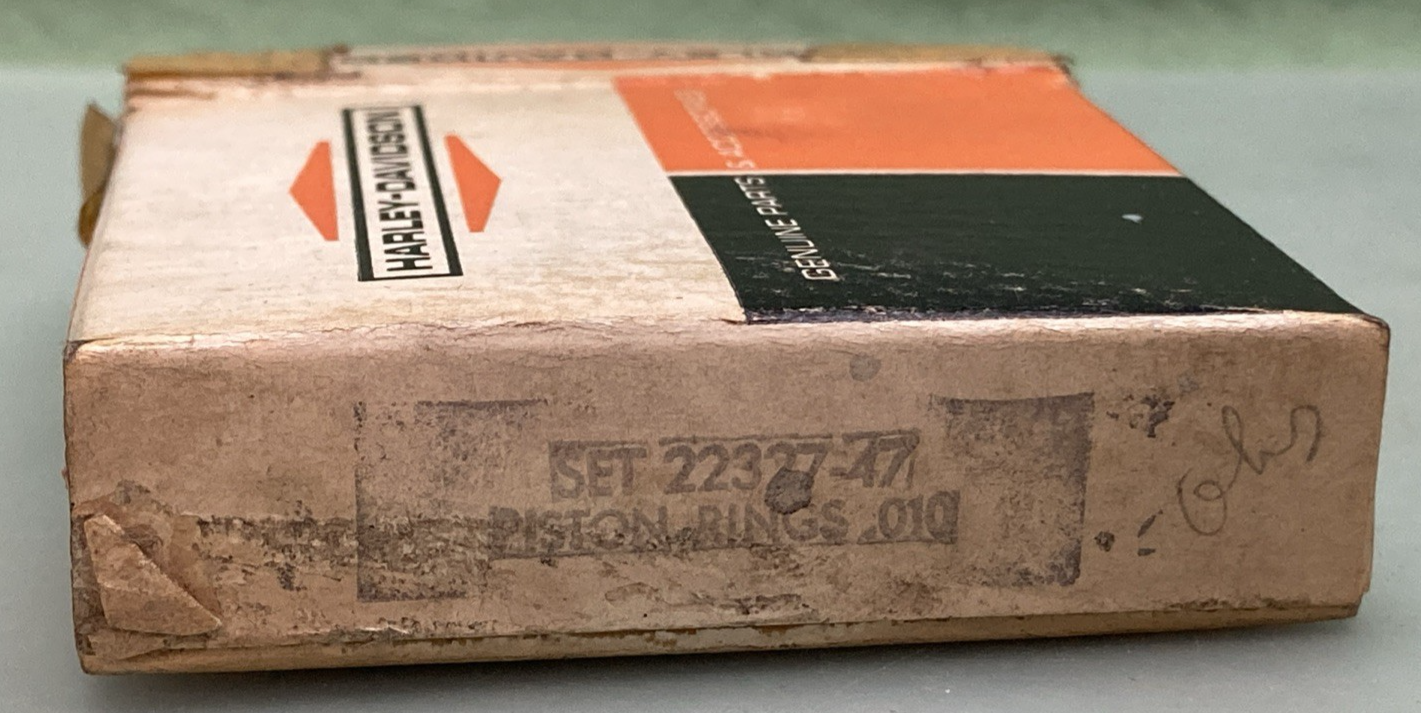 HARLEY-DAVIDSON
GENUINE PARTS
SET 22327-47
PISTON RINGS .010